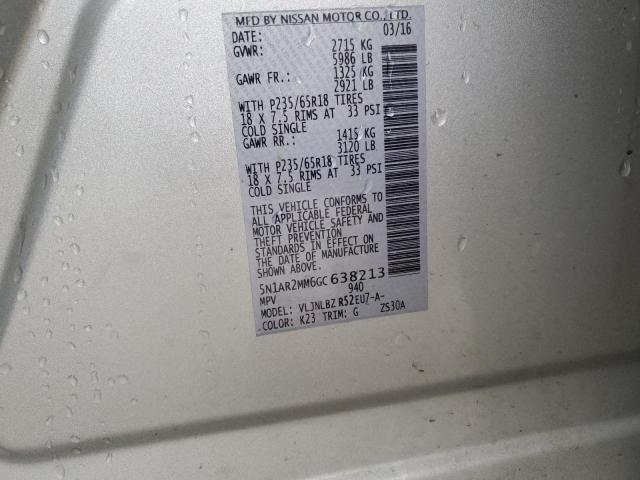 MFD BY NISSAN MOTOR CO., LTD.
DATE: 03/16
GVWR: 2715 KG
5986 LB
GAWR FR.: 1325 KG
2921 LB
WITH P235/65R18 TIRES
18 X 7.5 RIMS AT 33 PSI
COLD SINGLE
GAWR RR.: 1415 KG
3120 LB
WITH P235/65R18 TIRES
18 X 7.5 RIMS AT 33 PSI
COLD SINGLE
THIS VEHICLE CONFORMS TO
ALL APPLICABLE FEDERAL
MOTOR VEHICLE SAFETY AND
THEFT PREVENTION
STANDARDS IN EFFECT ON
THE DATE OF MANUFACTURE
SHOWN ABOVE.
5N1AR2MM6GC638213
MPV 940
MODEL: VLJNLBZ R52EU7-A-
COLOR: K23 TRIM: G ZS30A